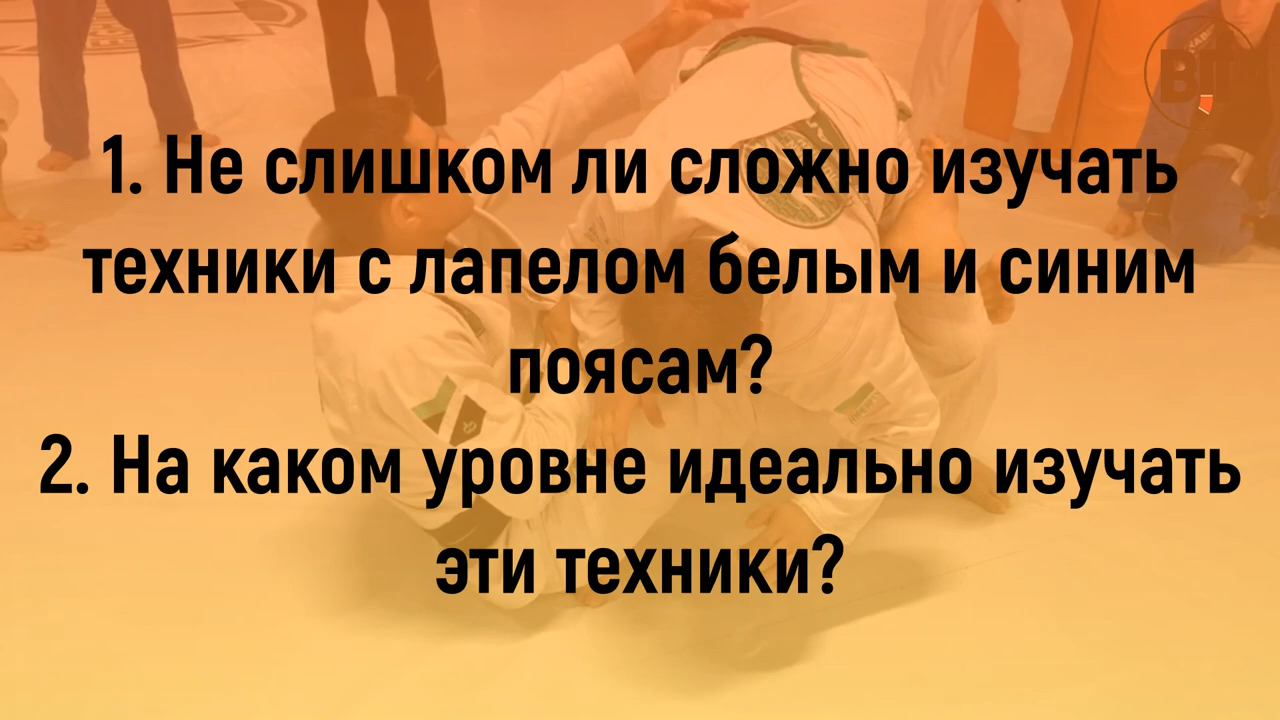 1. Не слишком ли сложно изучать
техники с лапелом белым и синим
поясам?
2. На каком уровне идеально изучать
эти техники?